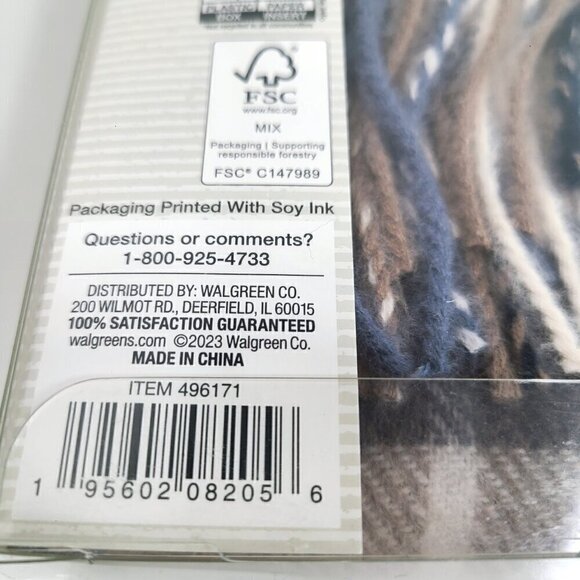 PLASTIC PAPER
BOX INSERT
FSC
www.fsc.org
MIX
Packaging | Supporting
responsible forestry
FSC® C147989
Packaging Printed With Soy Ink
Questions or comments?
1-800-925-4733
DISTRIBUTED BY: WALGREEN CO.
200 WILMOT RD., DEERFIELD, IL 60015
100% SATISFACTION GUARANTEED
walgreens.com ©2023 Walgreen Co.
MADE IN CHINA
ITEM 496171
1 95602 08205 6